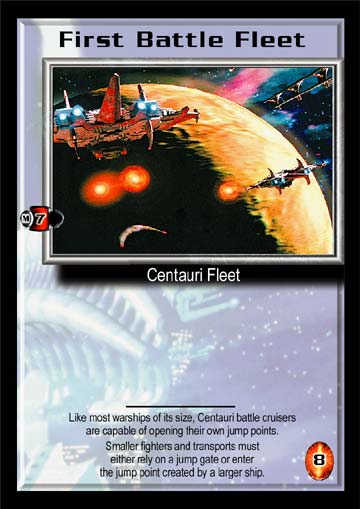 First Battle Fleet
M 7
Centauri Fleet
Like most warships of its size, Centauri battle cruisers
are capable of opening their own jump points.
Smaller fighters and transports must
either rely on a jump gate or enter
the jump point created by a larger ship.
8